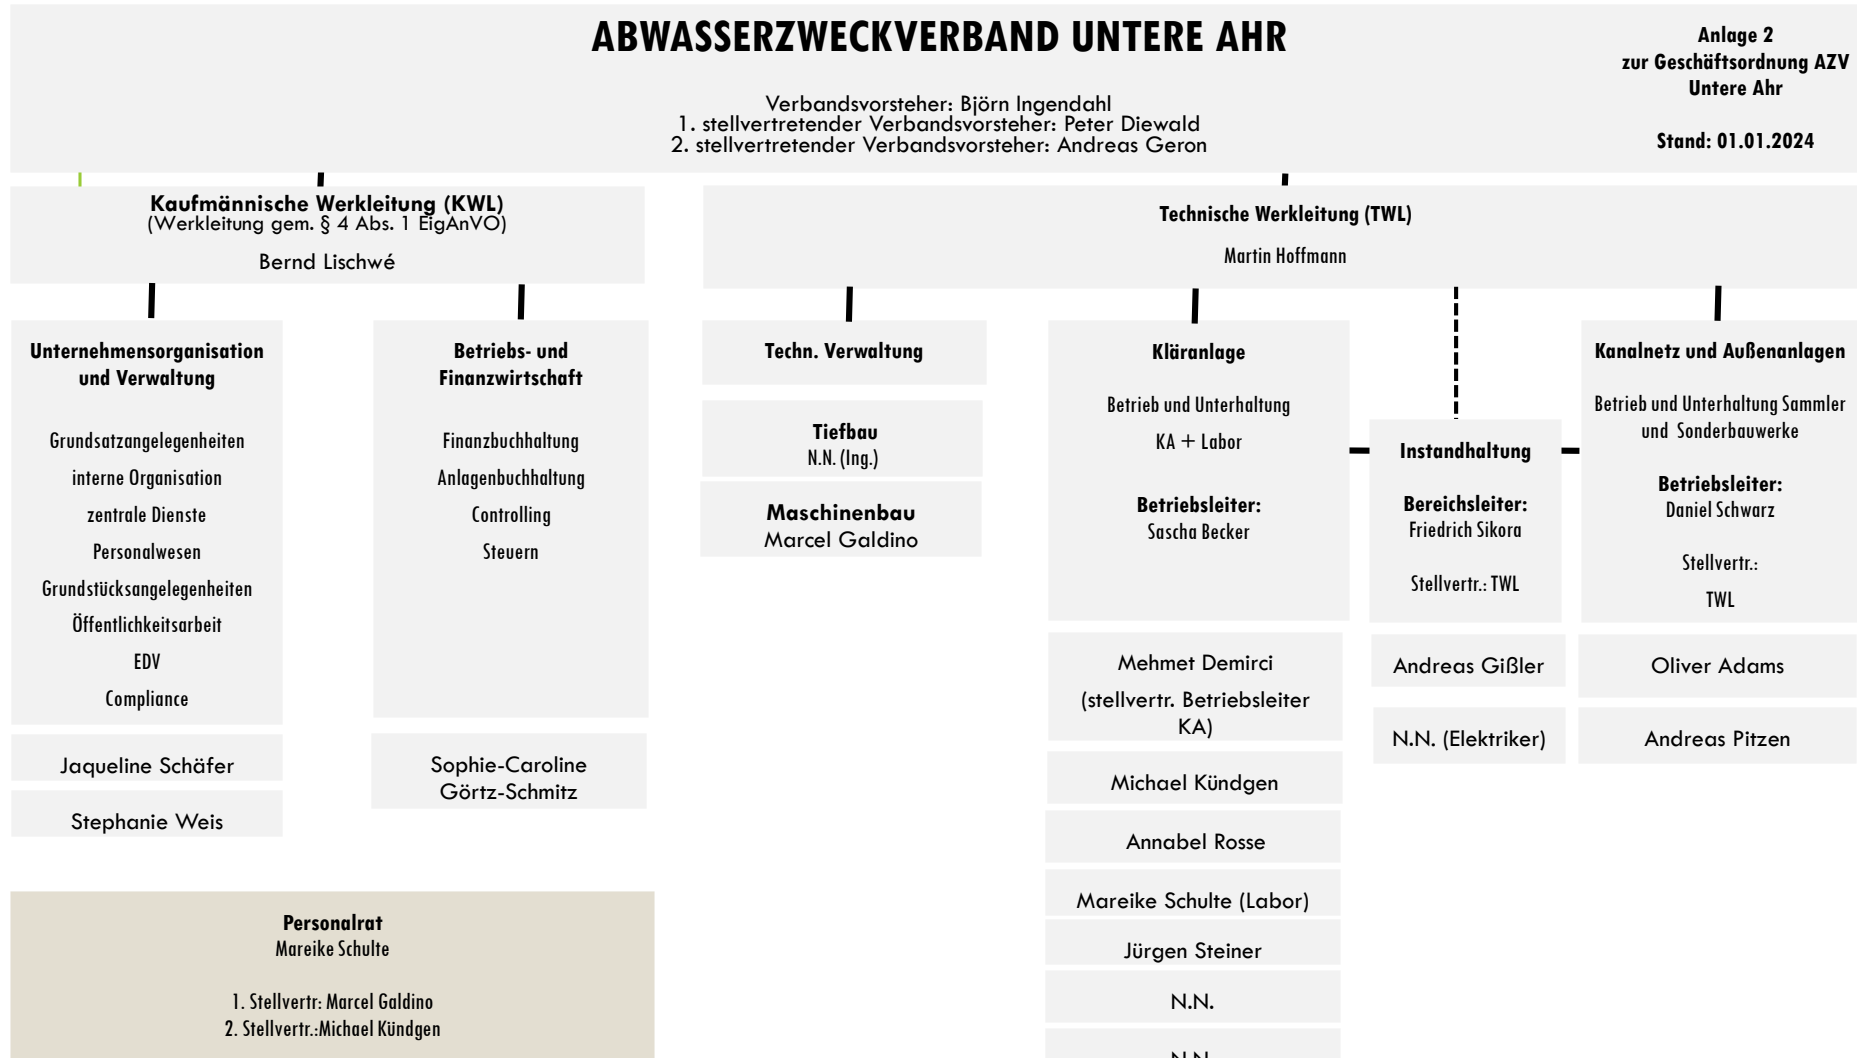 ABWASSERZWECKVERBAND UNTERE AHR
Verbandsvorsteher: Björn Ingendahl
1. stellvertretender Verbandsvorsteher: Peter Diewald
2. stellvertretender Verbandsvorsteher: Andreas Geron
Anlage 2
zur Geschäftsordnung AZV
Untere Ahr
Stand: 01.01.2024
Kaufmännische Werkleitung (KWL)
(Werkleitung gem. § 4 Abs. 1 EigAnVO)
Bernd Lischwé
Technische Werkleitung (TWL)
Martin Hoffmann
Unternehmensorganisation
und Verwaltung
Grundsatzangelegenheiten
interne Organisation
zentrale Dienste
Personalwesen
Grundstücksangelegenheiten
Öffentlichkeitsarbeit
EDV
Compliance
Jaqueline Schäfer
Stephanie Weis
Betriebs- und
Finanzwirtschaft
Finanzbuchhaltung
Anlagenbuchhaltung
Controlling
Steuern
Sophie-Caroline
Görtz-Schmitz
Techn. Verwaltung
Tiefbau
N.N. (Ing.)
Maschinenbau
Marcel Galdino
Kläranlage
Betrieb und Unterhaltung
KA + Labor
Betriebsleiter:
Sascha Becker
Mehmet Demirci
(stellvertr. Betriebsleiter
KA)
Michael Kündgen
Annabel Rosse
Mareike Schulte (Labor)
Jürgen Steiner
N.N.
N.N.
Instandhaltung
Bereichsleiter:
Friedrich Sikora
Stellvertr.: TWL
Andreas Gißler
N.N. (Elektriker)
Kanalnetz und Außenanlagen
Betrieb und Unterhaltung Sammler
und Sonderbauwerke
Betriebsleiter:
Daniel Schwarz
Stellvertr.:
TWL
Oliver Adams
Andreas Pitzen
Personalrat
Mareike Schulte
1. Stellvertr: Marcel Galdino
2. Stellvertr.:Michael Kündgen